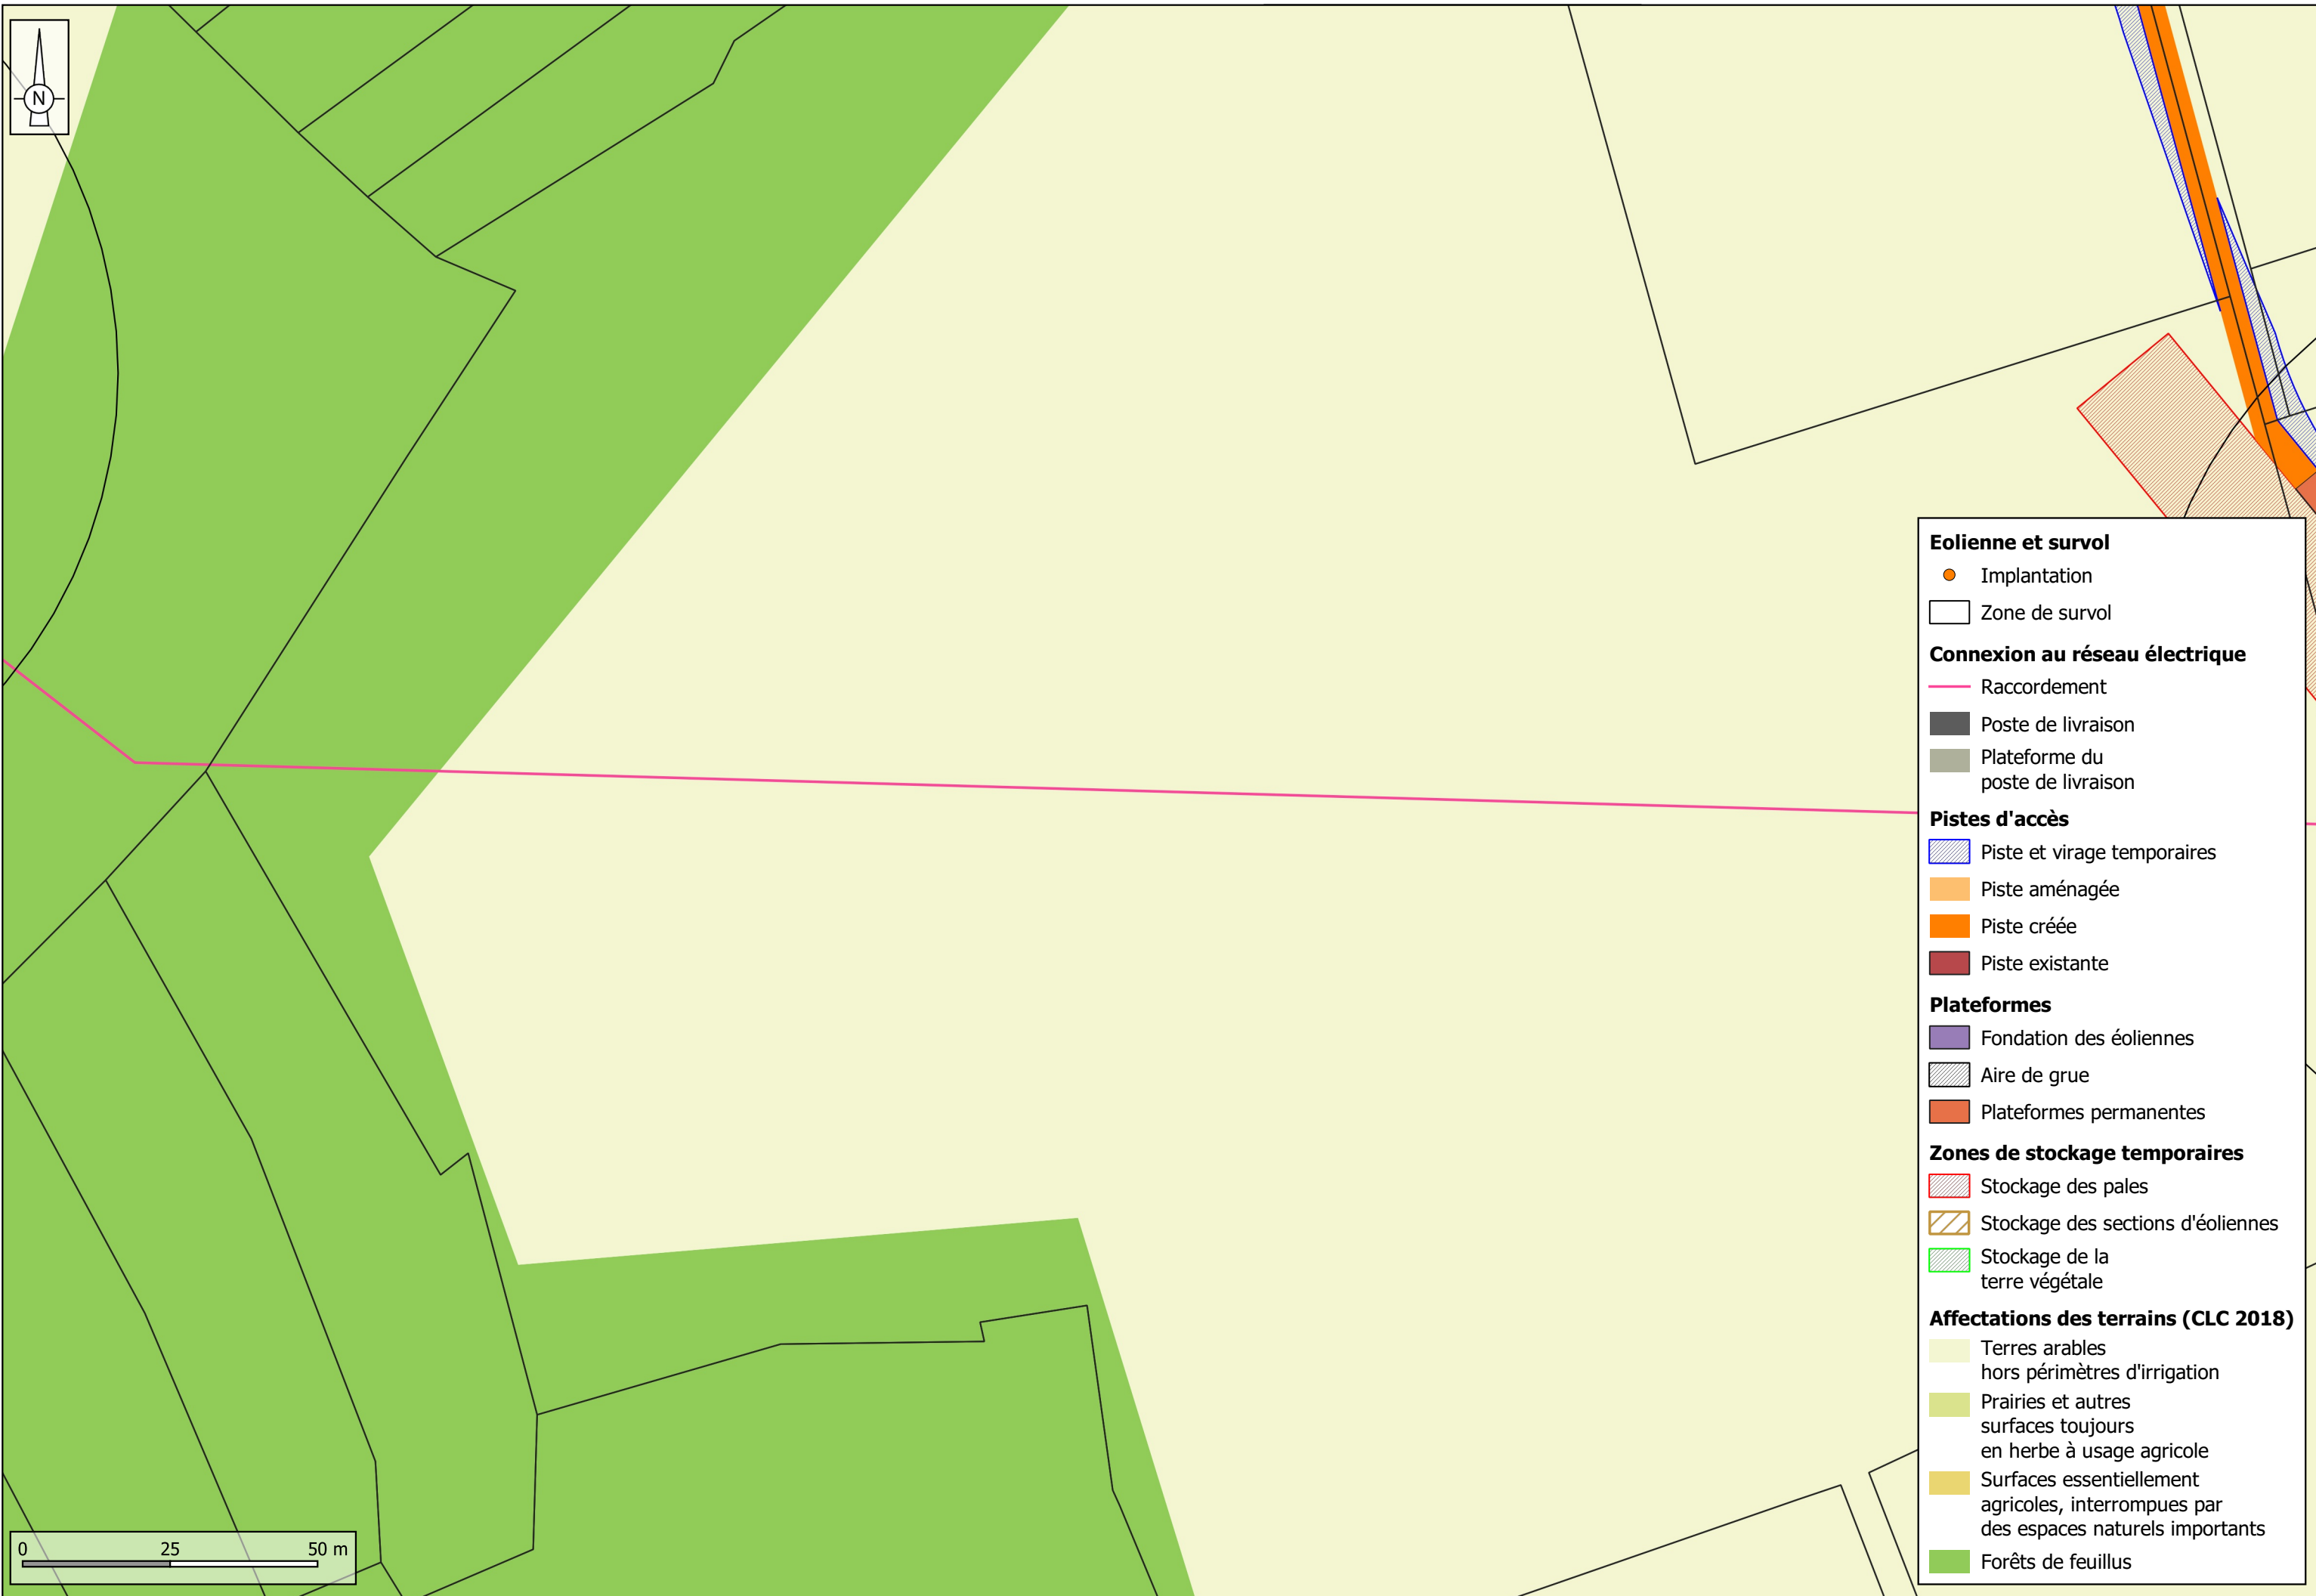 N
Eolienne et survol
Implantation
Zone de survol
Connexion au réseau électrique
Raccordement
Poste de livraison
Plateforme du
poste de livraison
Pistes d'accès
Piste et virage temporaires
Piste aménagée
Piste créée
Piste existante
Plateformes
Fondation des éoliennes
Aire de grue
Plateformes permanentes
Zones de stockage temporaires
Stockage des pales
Stockage des sections d'éoliennes
Stockage de la
terre végétale
Affectations des terrains (CLC 2018)
Terres arables
hors périmètres d'irrigation
Prairies et autres
surfaces toujours
en herbe à usage agricole
Surfaces essentiellement
agricoles, interrompues par
des espaces naturels importants
Forêts de feuillus
0 25 50 m